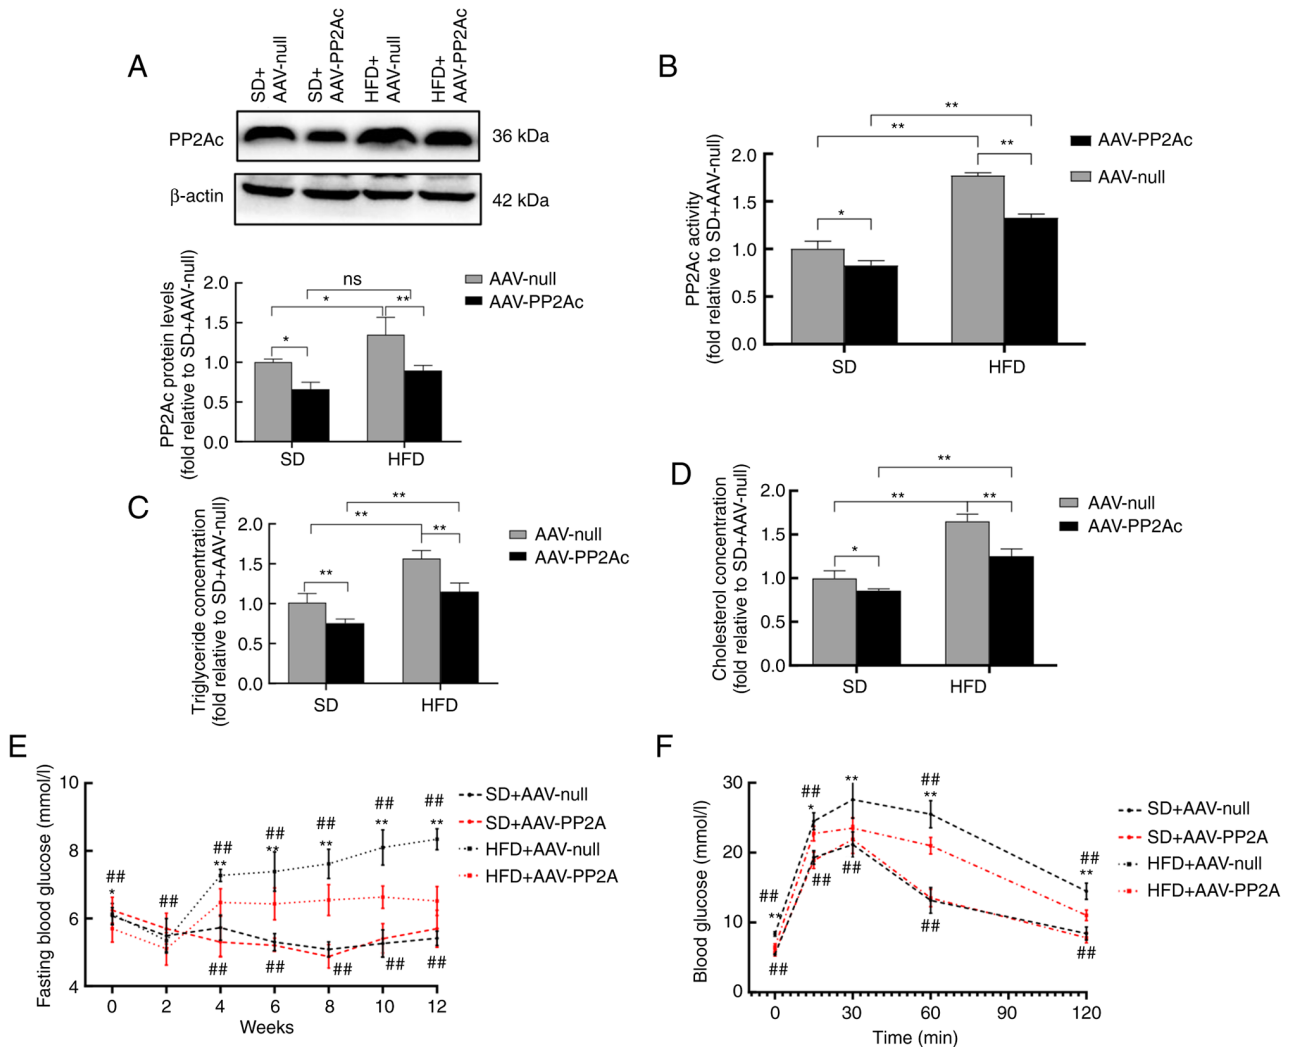 A
SD+
AAV-null
SD+
AAV-PP2Ac
HFD+
AAV-null
HFD+
AAV-PP2Ac
PP2Ac
36 kDa
β-actin
42 kDa
PP2Ac protein levels
(fold relative to SD+AAV-null)
2.0
1.5
1.0
0.5
0.0
ns
*
**
*
SD
HFD
AAV-null
AAV-PP2Ac
B
PP2Ac activity
(fold relative to SD+AAV-null)
2.0
1.5
1.0
0.5
0.0
**
**
**
*
SD
HFD
AAV-PP2Ac
AAV-null
C
Triglyceride concentration
(fold relative to SD+AAV-null)
2.0
1.5
1.0
0.5
0.0
**
**
**
**
SD
HFD
AAV-null
AAV-PP2Ac
D
Cholesterol concentration
(fold relative to SD+AAV-null)
2.0
1.5
1.0
0.5
0.0
**
**
**
*
SD
HFD
AAV-null
AAV-PP2Ac
E
Fasting blood glucose (mmol/l)
10
8
6
4
##
*
##
##
**
##
**
##
**
##
**
##
**
##
##
##
##
##
0
2
4
6
8
10
12
Weeks
SD+AAV-null
SD+AAV-PP2A
HFD+AAV-null
HFD+AAV-PP2A
F
Blood glucose (mmol/l)
30
20
10
0
##
**
##
*
**
##
**
##
**
##
##
##
##
##
0
30
60
90
120
Time (min)
SD+AAV-null
SD+AAV-PP2A
HFD+AAV-null
HFD+AAV-PP2A